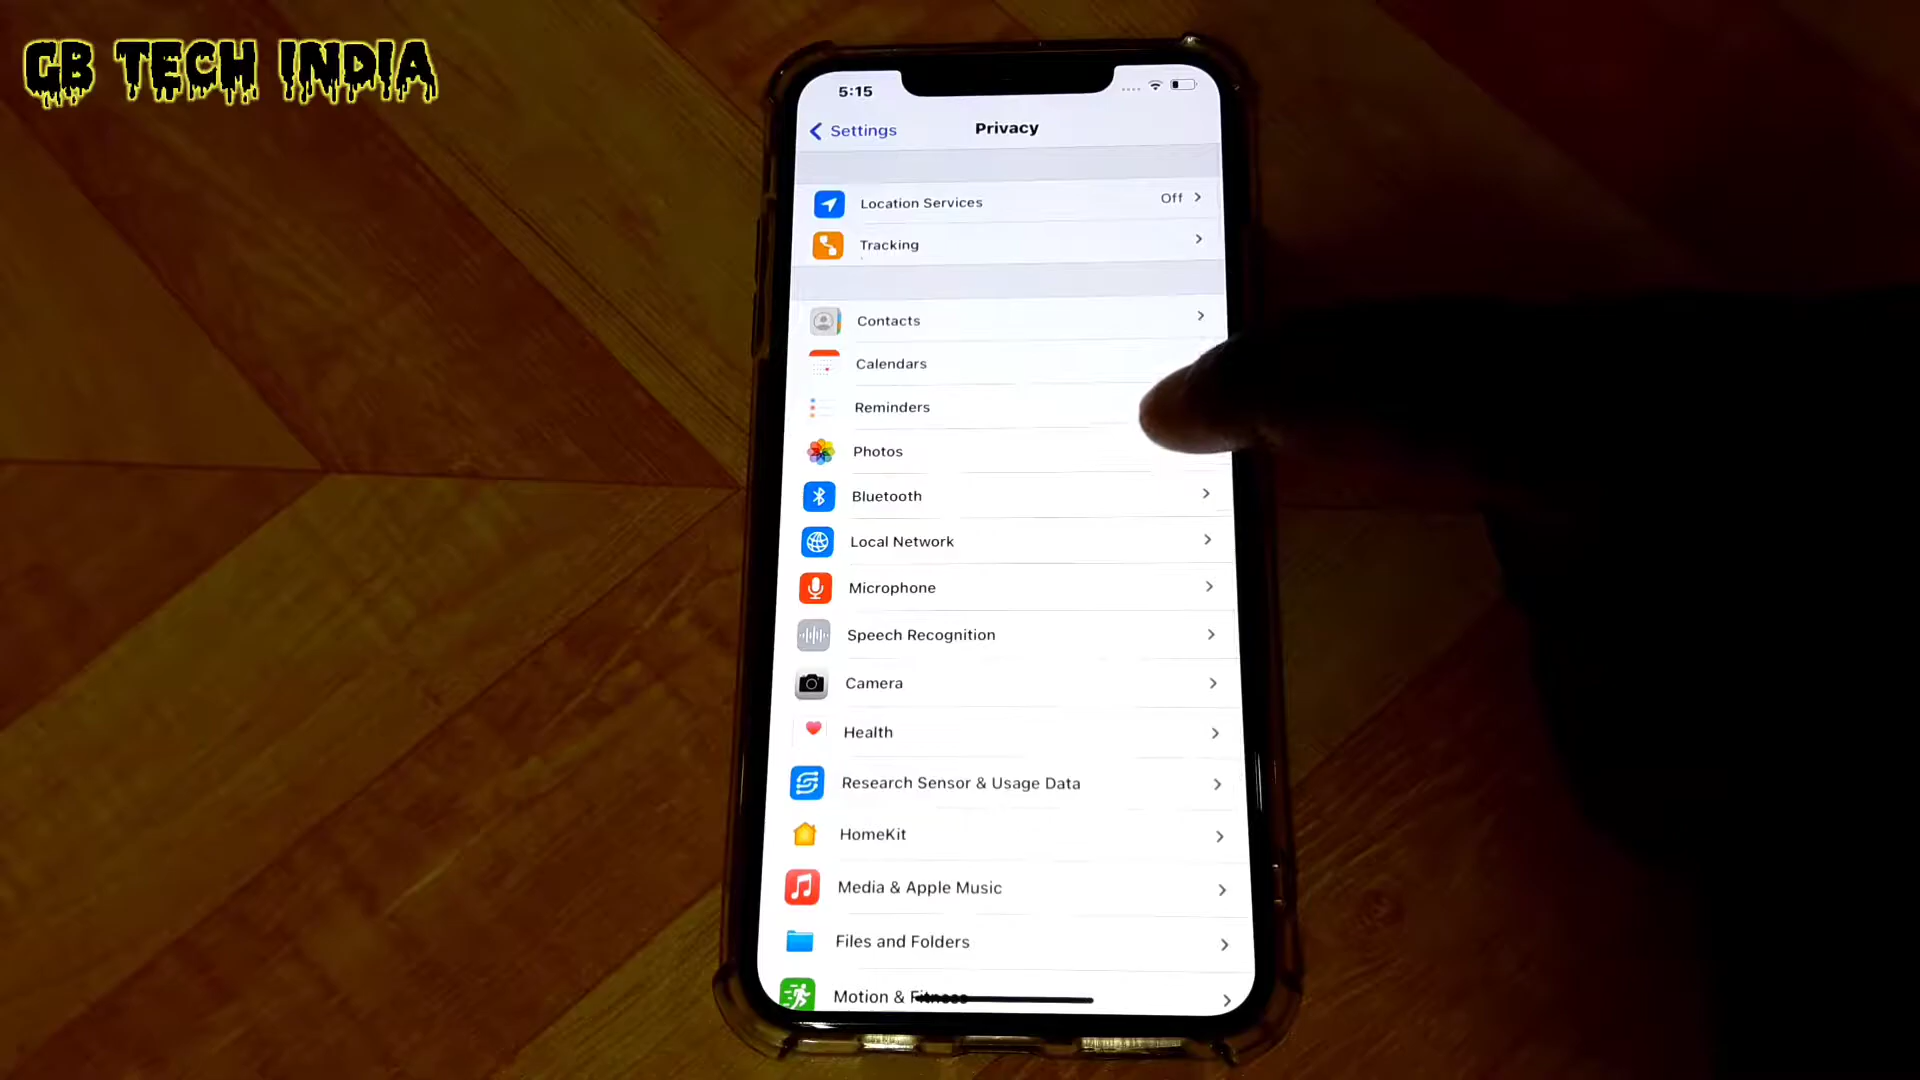 GB TECH INDIA
5:15
Settings
Privacy
Location Services
Off
Tracking
Contacts
Calendars
Reminders
Photos
Bluetooth
Local Network
Microphone
Speech Recognition
Camera
Health
Research Sensor & Usage Data
HomeKit
Media & Apple Music
Files and Folders
Motion & Fitness